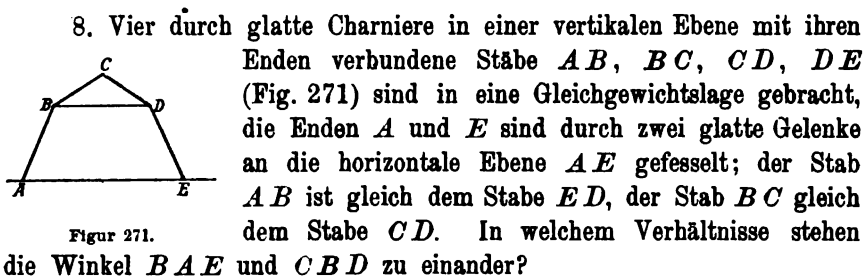 8. Vier durch glatte Charniere in einer vertikalen Ebene mit ihren
Enden verbundene Stäbe AB, BC, CD, DE
(Fig. 271) sind in eine Gleichgewichtslage gebracht,
die Enden A und E sind durch zwei glatte Gelenke
an die horizontale Ebene AE gefesselt; der Stab
AB ist gleich dem Stabe ED, der Stab BC gleich
dem Stabe CD. In welchem Verhältnisse stehen
die Winkel BAE und CBD zu einander?
C
B D
A E
Figur 271.